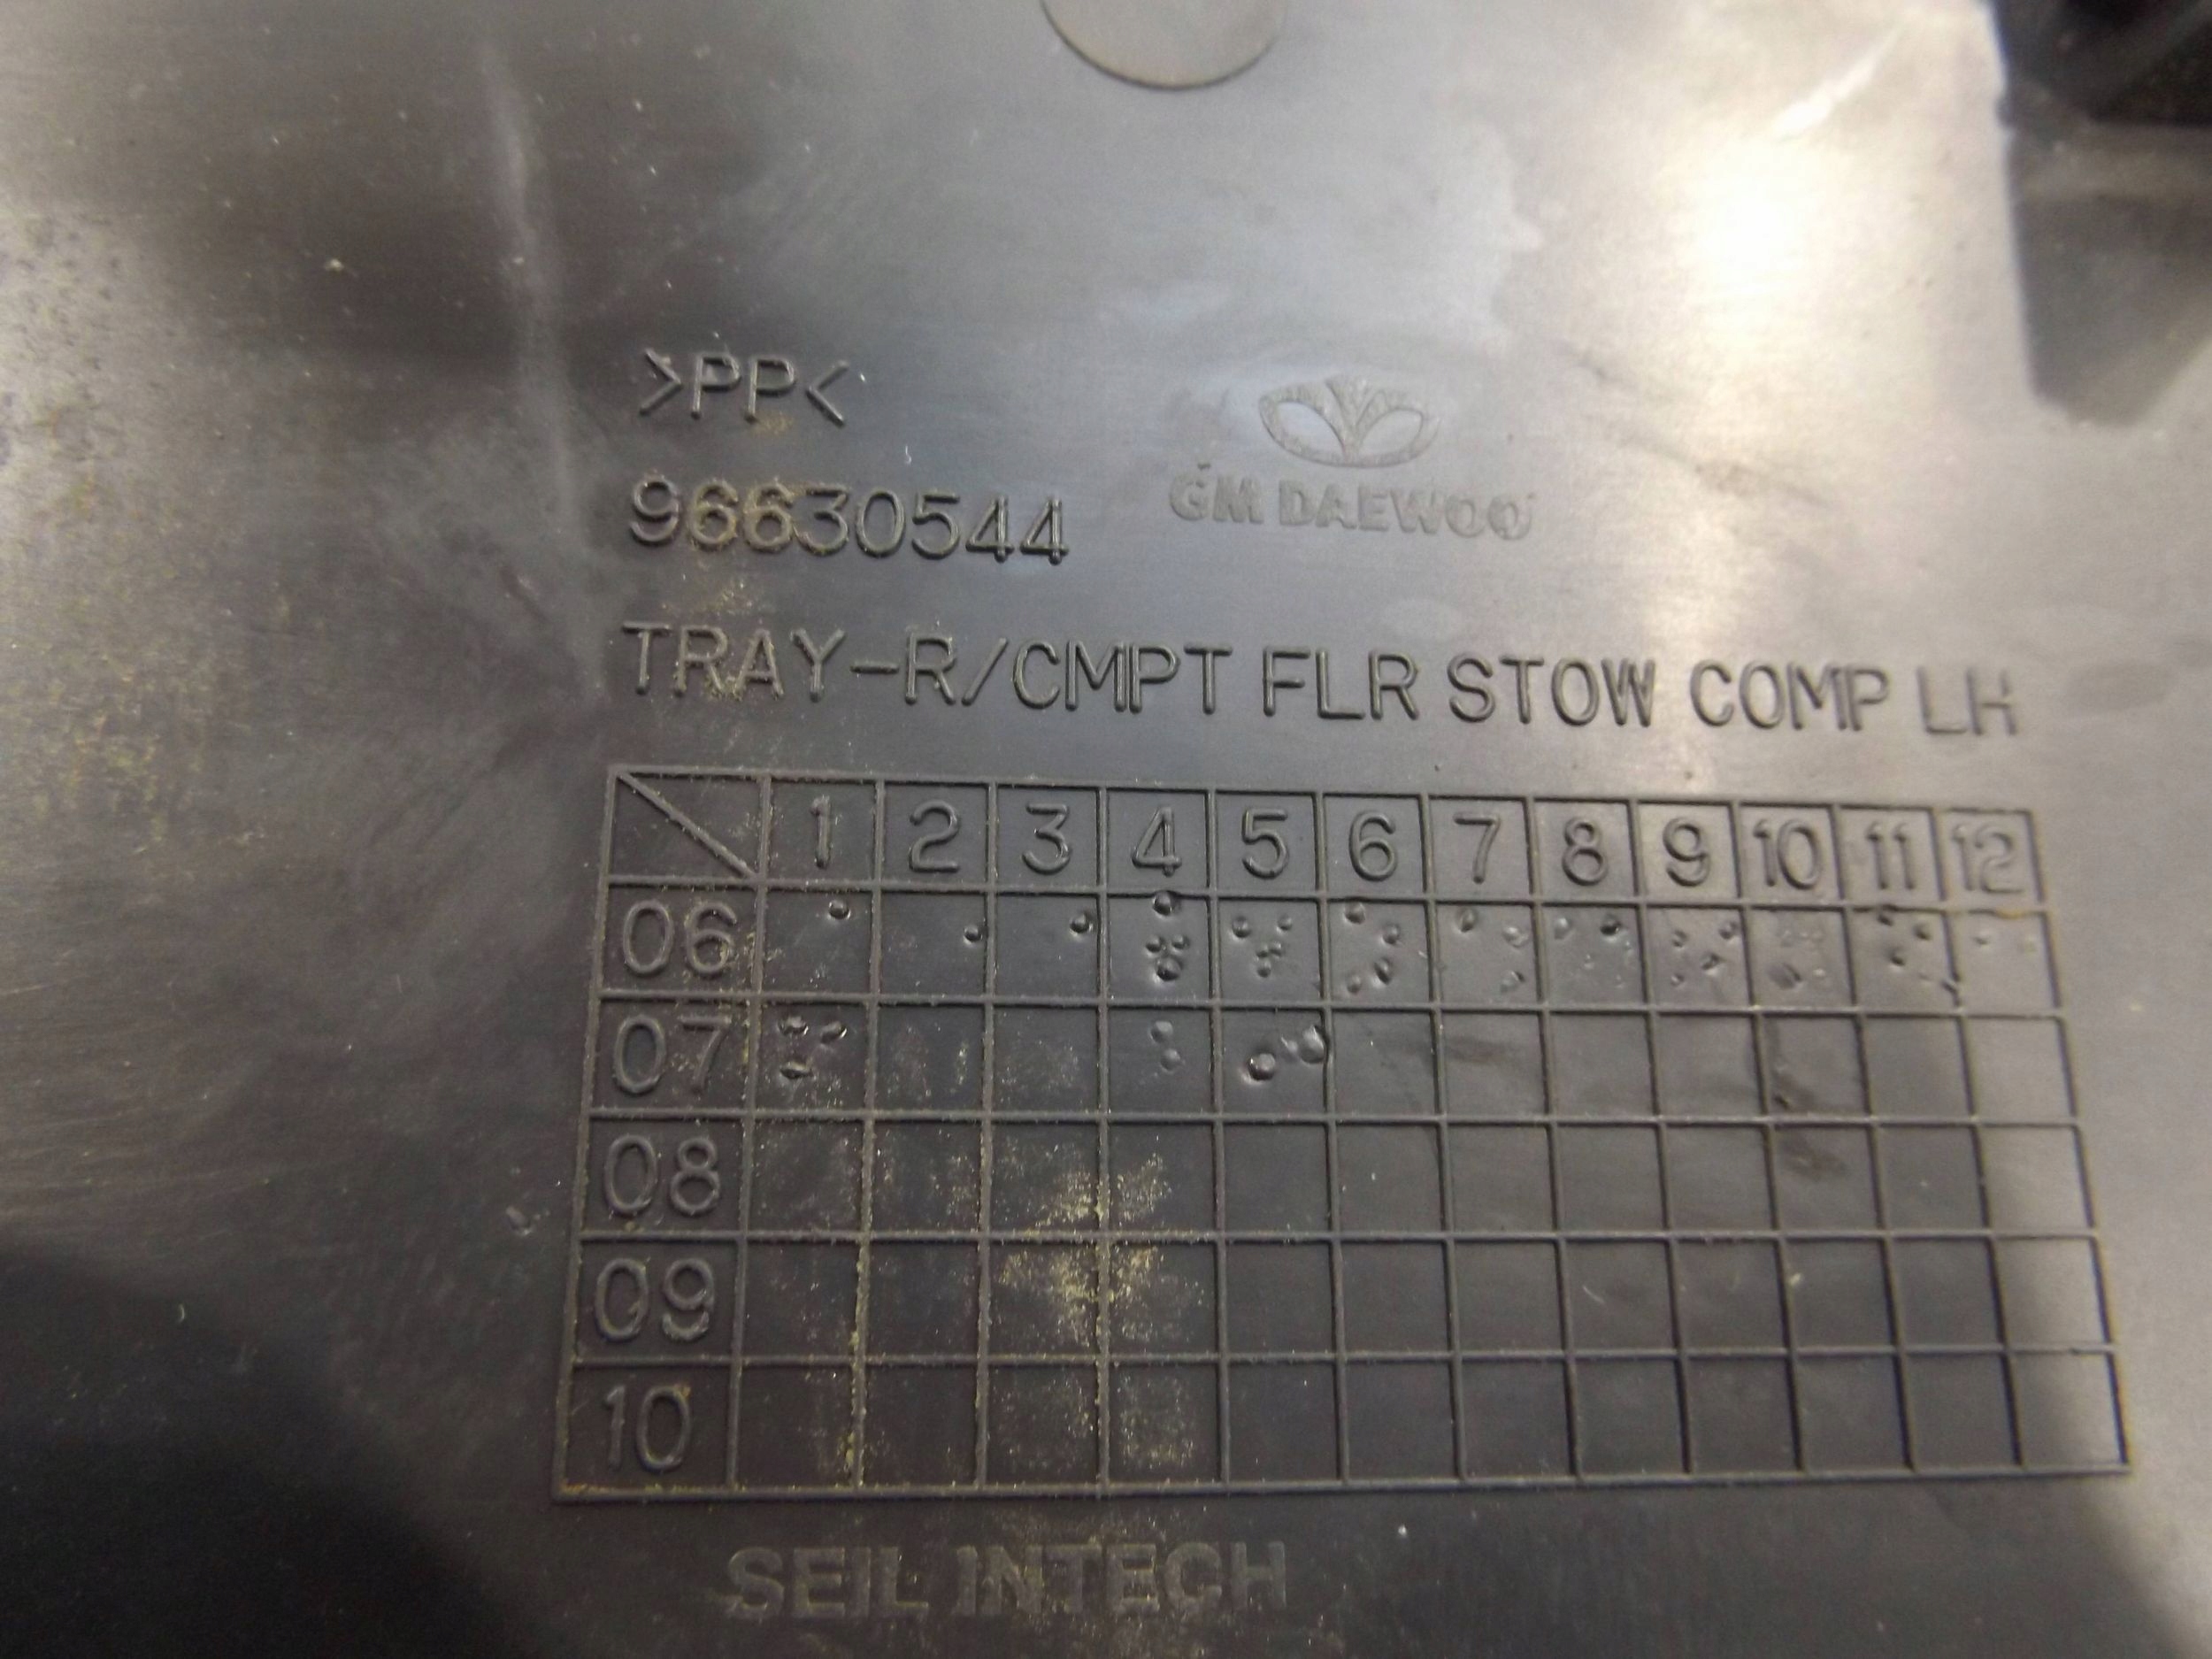 >PP<
96630544
GM DAEWOO
TRAY-R/CMPT FLR STOW COMP LH
1 2 3 4 5 6 7 8 9 10 11 12
06
07
08
09
10
SEIL INTECH